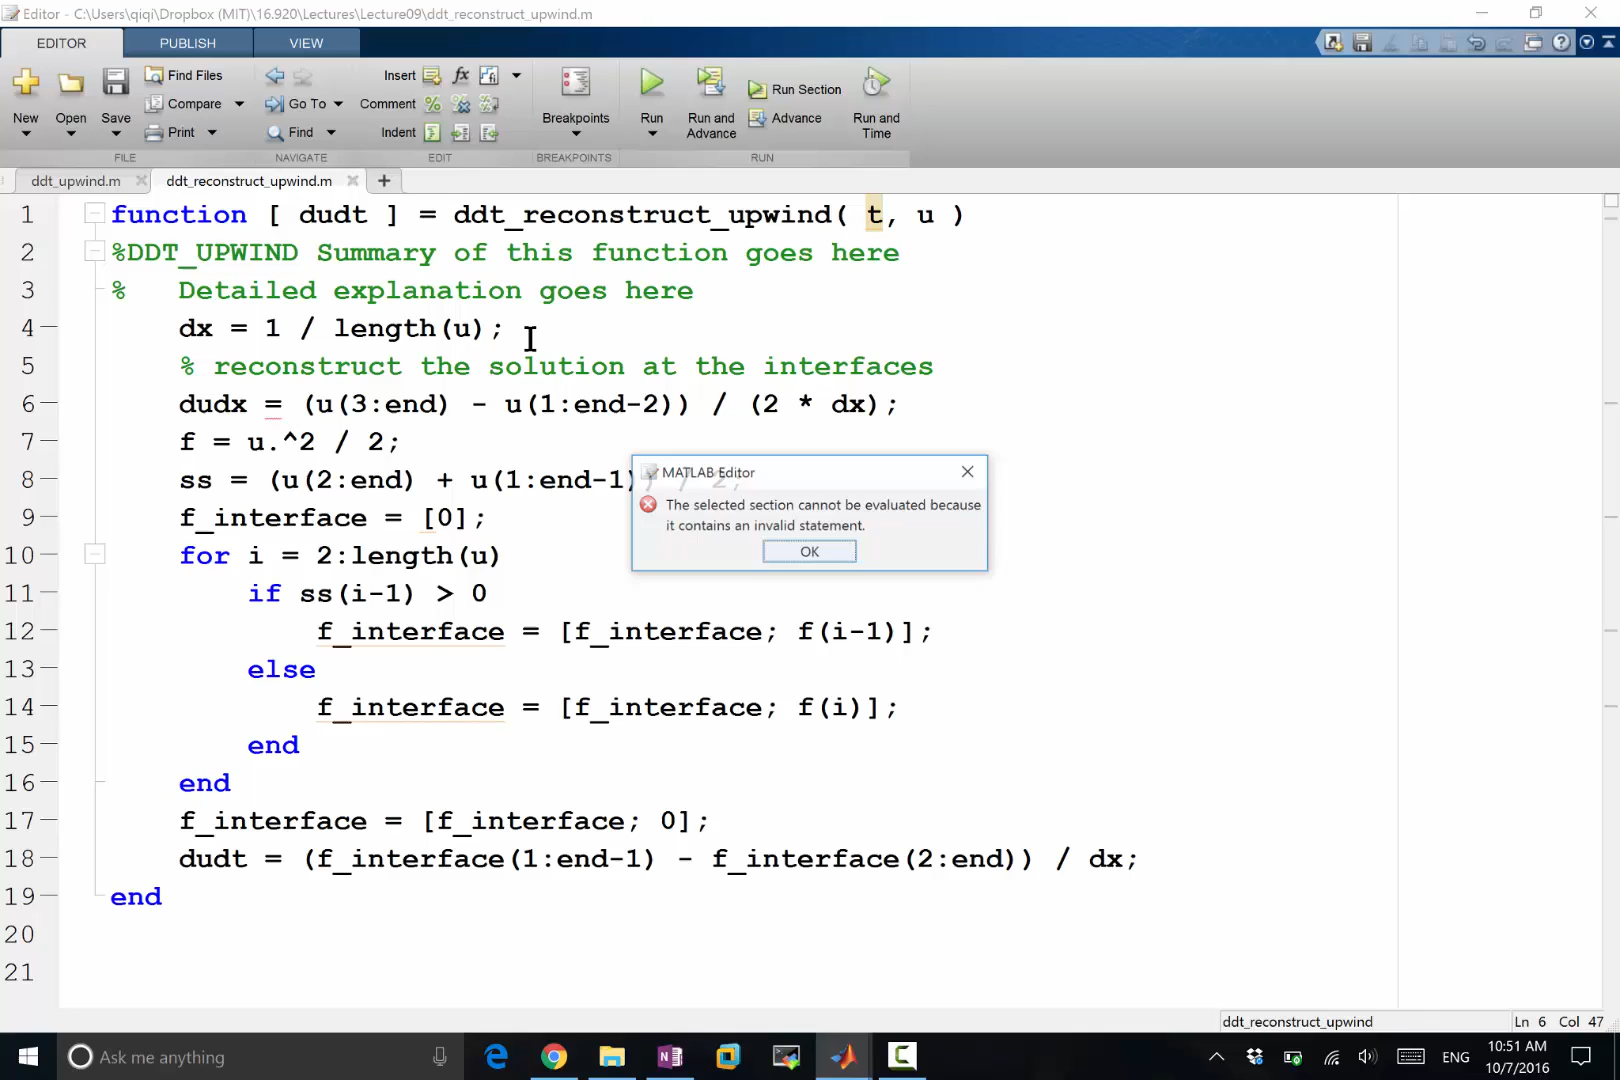 Editor - C:\Users\qiqi\Dropbox (MIT)\16.920\Lectures\Lecture09\ddt_reconstruct_upwind.m
EDITOR PUBLISH VIEW
New
Open
Save
Find Files
Compare
Print
FILE
Go To
Find
NAVIGATE
Insert fx
Comment
Indent
EDIT
Breakpoints
BREAKPOINTS
Run
Run and
Advance
Run Section
Advance
Run and
Time
RUN
ddt_upwind.m ddt_reconstruct_upwind.m
1 function [ dudt ] = ddt_reconstruct_upwind( t, u )
2 %DDT_UPWIND Summary of this function goes here
3 % Detailed explanation goes here
4 dx = 1 / length(u);
5 % reconstruct the solution at the interfaces
6 dudx = (u(3:end) - u(1:end-2)) / (2 * dx);
7 f = u.^2 / 2;
8 ss = (u(2:end) + u(1:end-1)) / 2;
9 f_interface = [0];
10 for i = 2:length(u)
11 if ss(i-1) > 0
12 f_interface = [f_interface; f(i-1)];
13 else
14 f_interface = [f_interface; f(i)];
15 end
16 end
17 f_interface = [f_interface; 0];
18 dudt = (f_interface(1:end-1) - f_interface(2:end)) / dx;
19 end
20
21
MATLAB Editor
The selected section cannot be evaluated because
it contains an invalid statement.
OK
ddt_reconstruct_upwind Ln 6 Col 47
Ask me anything
ENG
10:51 AM
10/7/2016